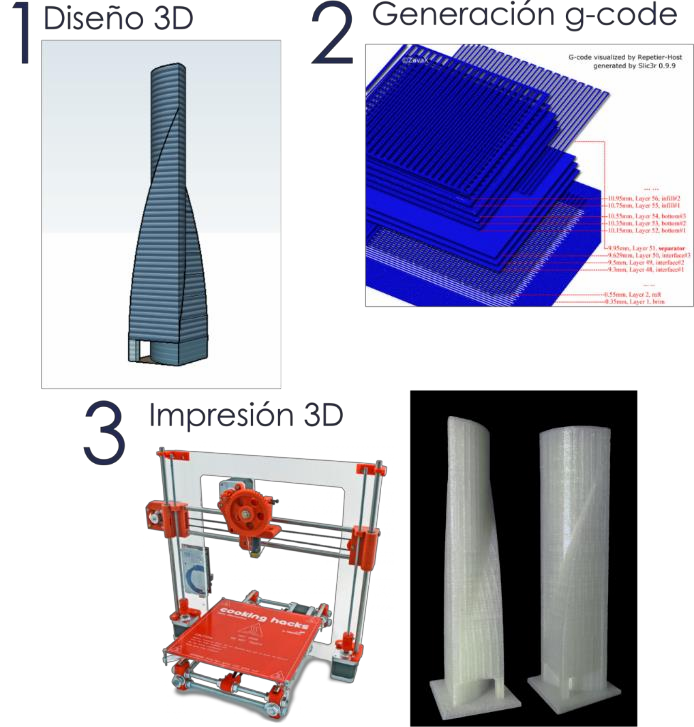 1 Diseño 3D
2 Generación g-code
©ZavaX
G-code visualized by Repetier-Host
generated by Slic3r 0.9.9
... ...
10.95mm, Layer 56, infill#2
10.75mm, Layer 55, infill#1
10.55mm, Layer 54, bottom#3
10.35mm, Layer 53, bottom#2
10.15mm, Layer 52, bottom#1
9.95mm, Layer 51, separator
9.629mm, Layer 50, interface#3
9.5mm, Layer 49, interface#2
9.3mm, Layer 48, interface#1
... ...
0.55mm, Layer 2, raft
0.35mm, Layer 1, brim
3 Impresión 3D
cooking hacks